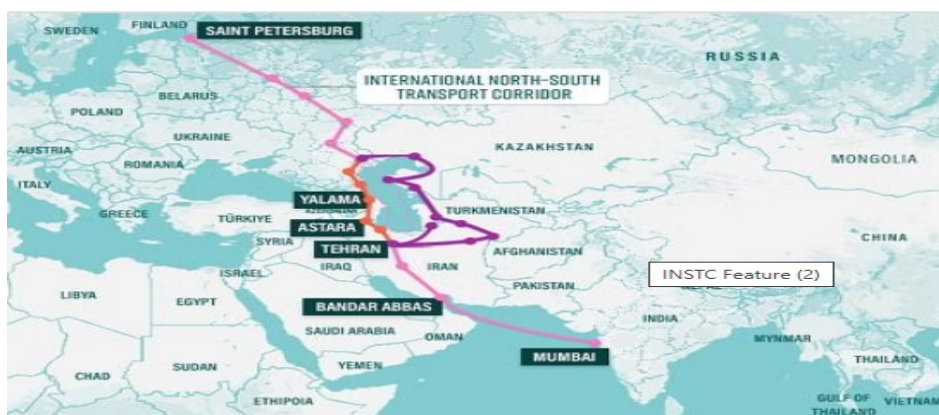 SWEDEN
FINLAND
SAINT PETERSBURG
RUSSIA
INTERNATIONAL NORTH–SOUTH
TRANSPORT CORRIDOR
BELARUS
POLAND
UKRAINE
AUSTRIA
KAZAKHSTAN
MONGOLIA
ROMANIA
ITALY
YALAMA
GREECE
TÜRKIYE
TURKMENISTAN
ASTARA
SYRIA
TEHRAN
AFGHANISTAN
CHINA
ISRAEL
IRAQ
IRAN
INSTC Feature (2)
PAKISTAN
LIBYA
EGYPT
BANDAR ABBAS
INDIA
SAUDI ARABIA
OMAN
MYNMAR
MUMBAI
YEMEN
THAILAND
CHAD
SUDAN
ETHIPOIA
GULF OF
THAILAND
VIETNAM